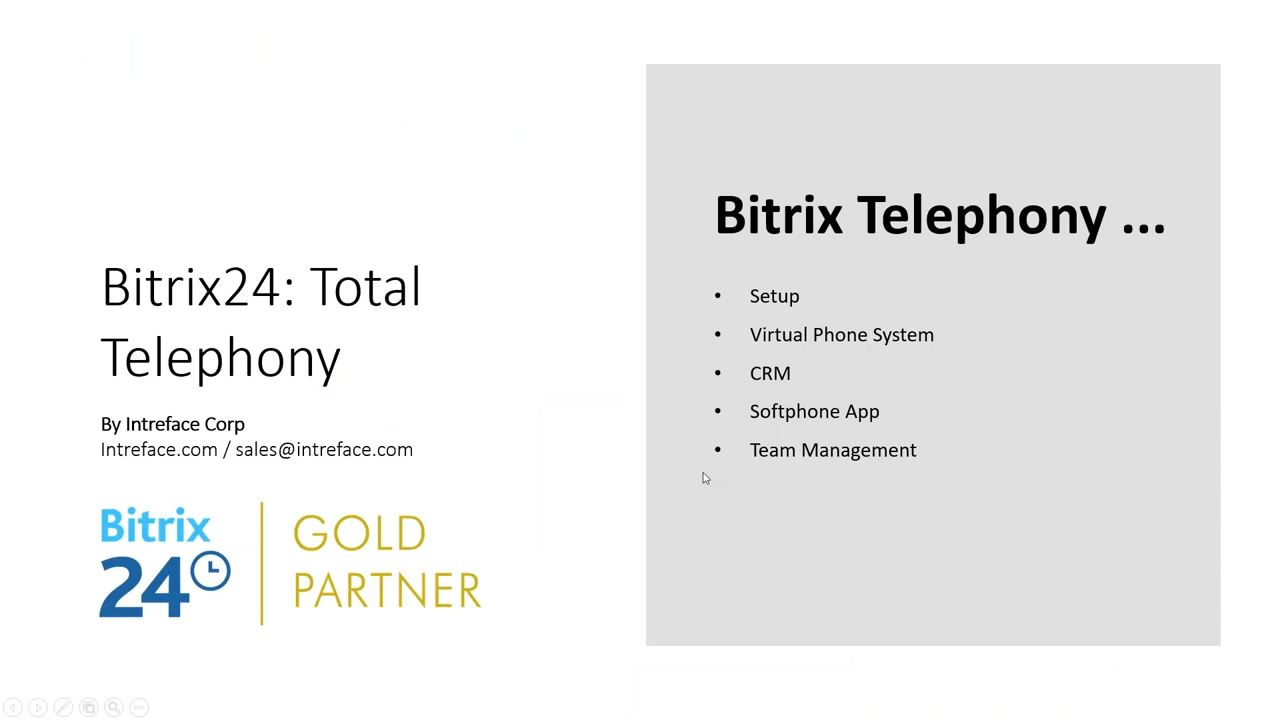 Bitrix24: Total
Telephony
By Intreface Corp
Intreface.com / sales@intreface.com
Bitrix
24
GOLD
PARTNER
Bitrix Telephony ...
• Setup
• Virtual Phone System
• CRM
• Softphone App
• Team Management